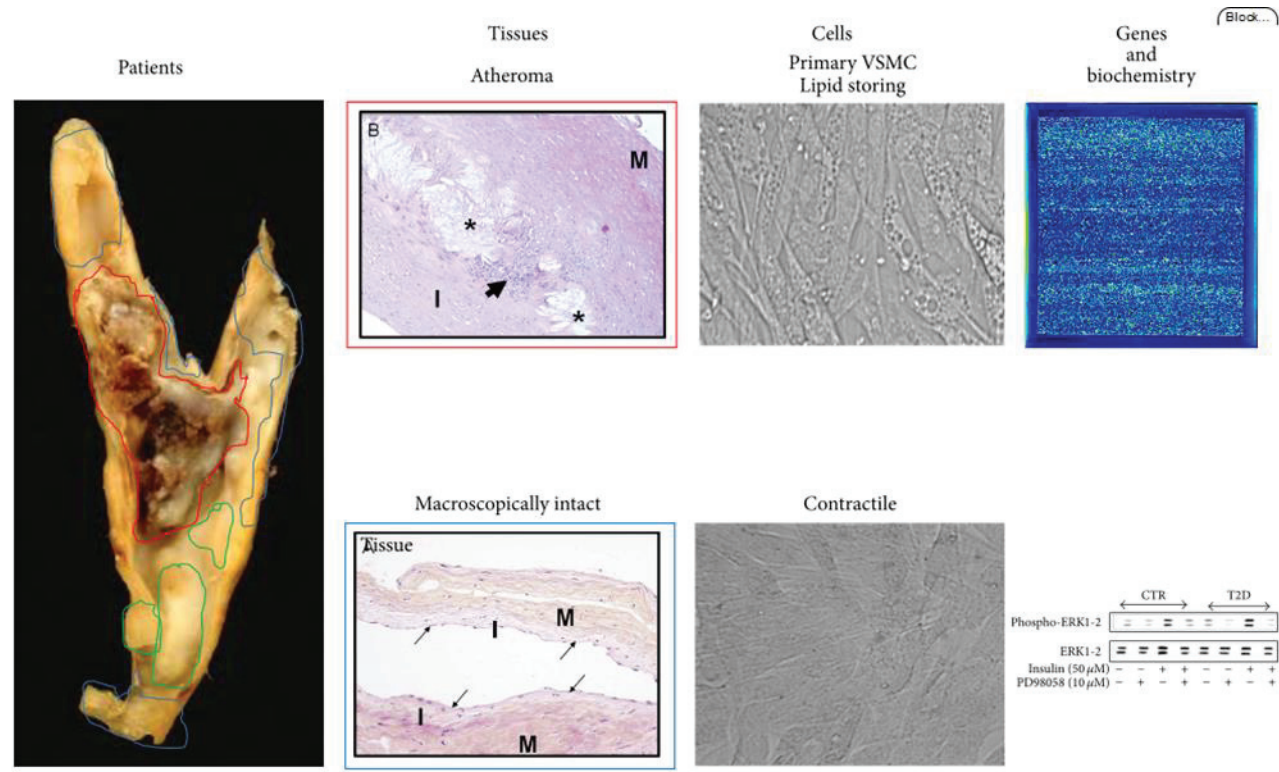 Block...
Patients
Tissues
Atheroma
Cells
Primary VSMC
Lipid storing
Genes
and
biochemistry
B
M
*
I
*
Macroscopically intact
Tissue
M
I
I
M
Contractile
CTR
T2D
Phospho-ERK1-2
ERK1-2
Insulin (50 μM) − − + + − − + +
PD98058 (10 μM) − + − + − + − +